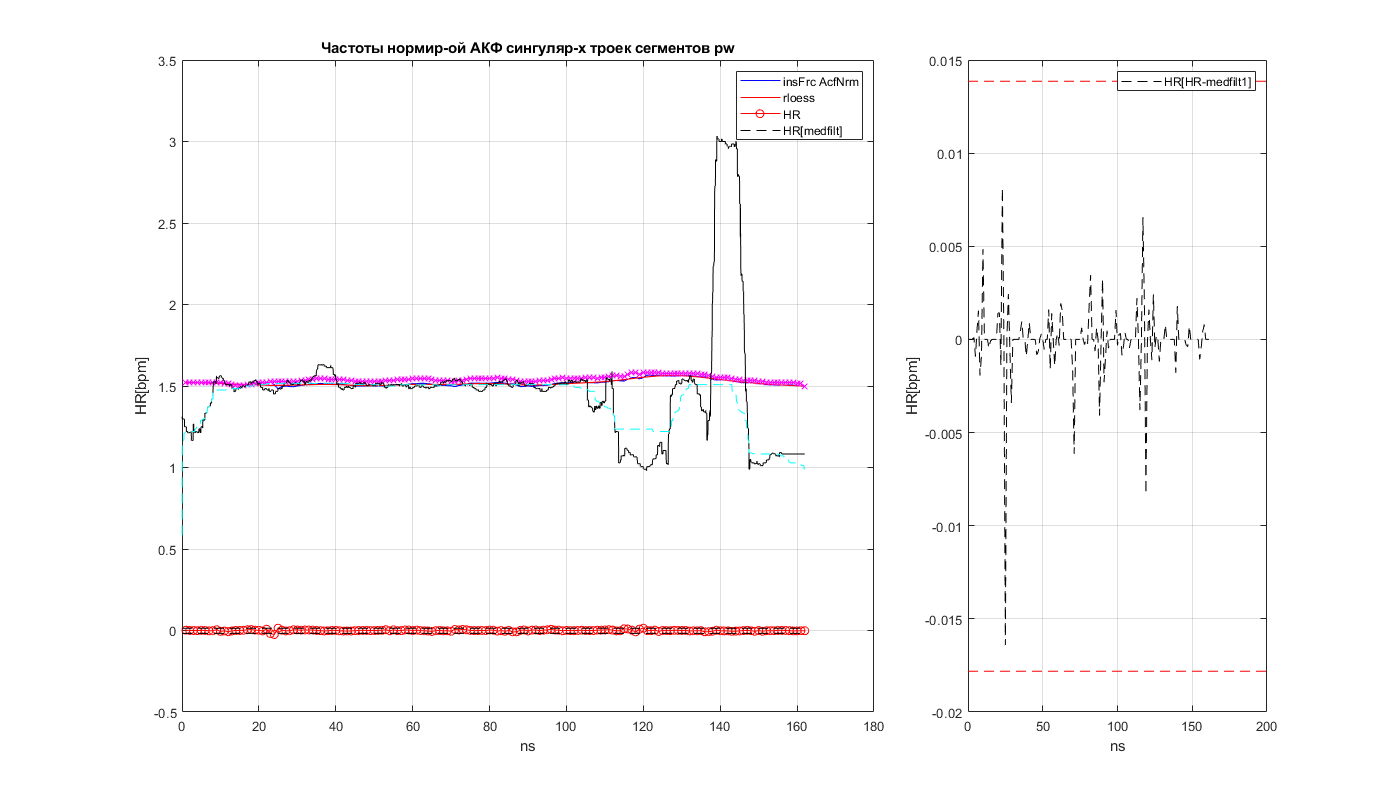 Частоты нормир-ой АКФ сингуляр-х троек сегментов pw
3.5
3
2.5
2
1.5
1
0.5
0
-0.5
HR[bpm]
0 20 40 60 80 100 120 140 160 180
ns
insFrc AcfNrm
rloess
HR
HR[medfilt]
0.015
0.01
0.005
0
-0.005
-0.01
-0.015
-0.02
HR[bpm]
0 50 100 150 200
ns
HR[HR-medfilt1]